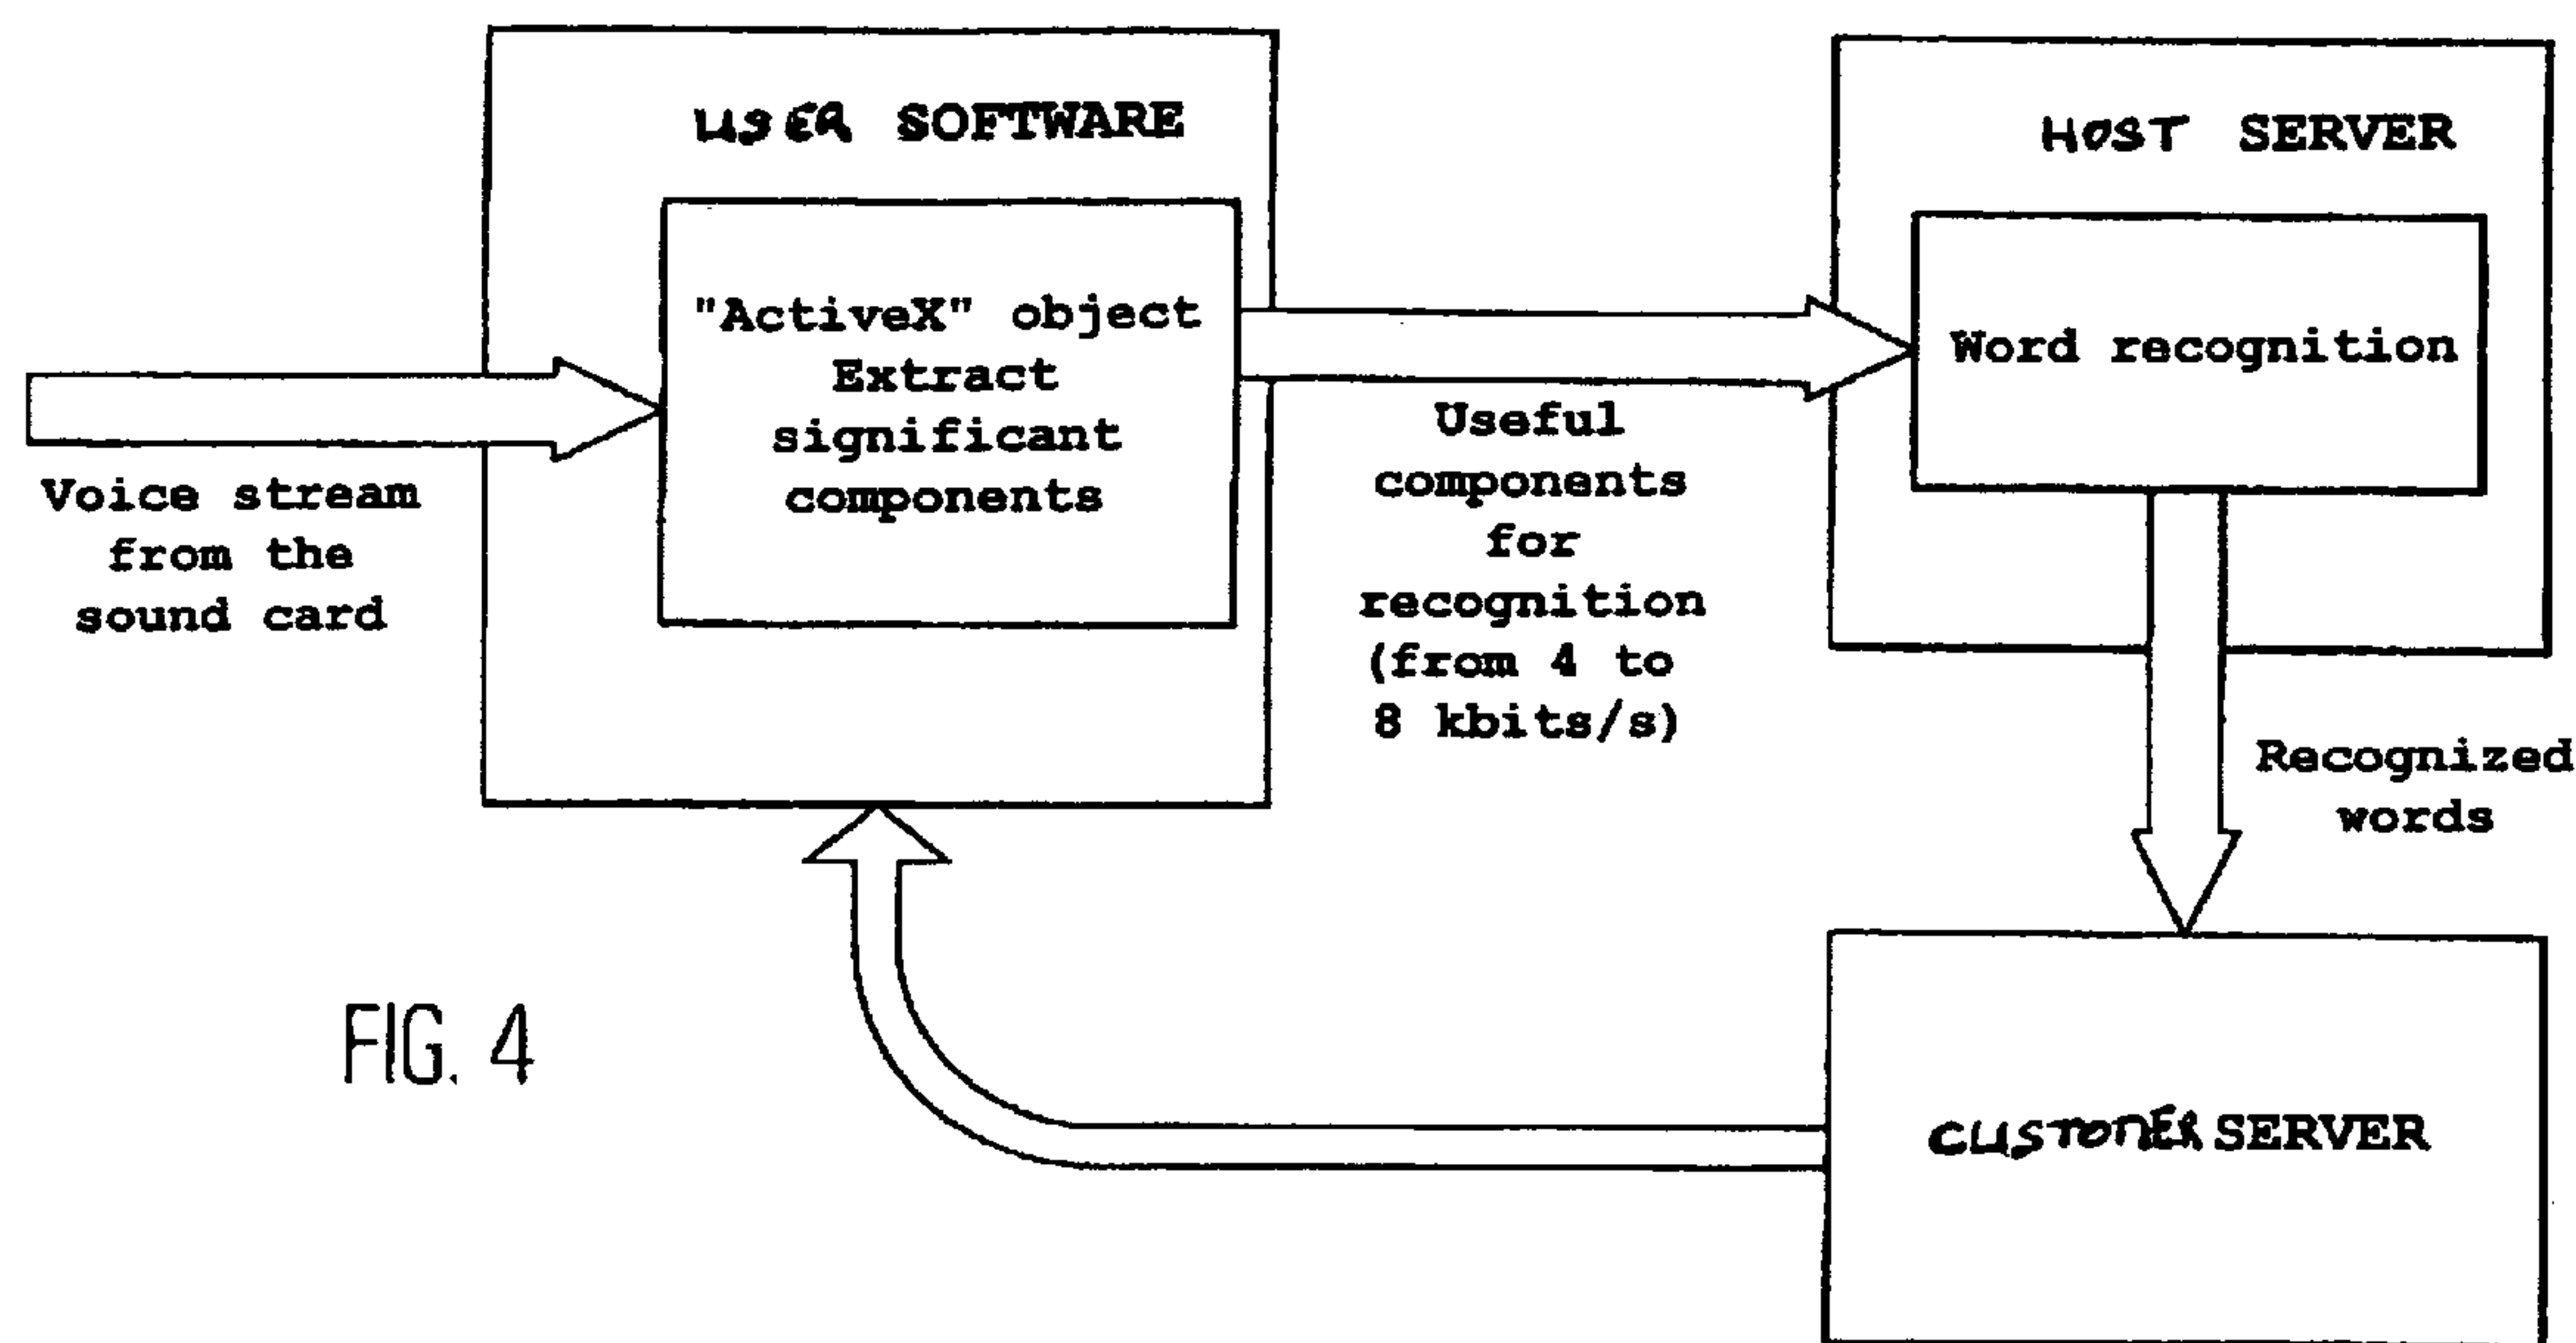 USER SOFTWARE
HOST SERVER
"ActiveX" object
Extract
significant
components
Word recognition
Voice stream
from the
sound card
Useful
components
for
recognition
(from 4 to
8 kbits/s)
Recognized
words
CUSTOMER SERVER
FIG. 4